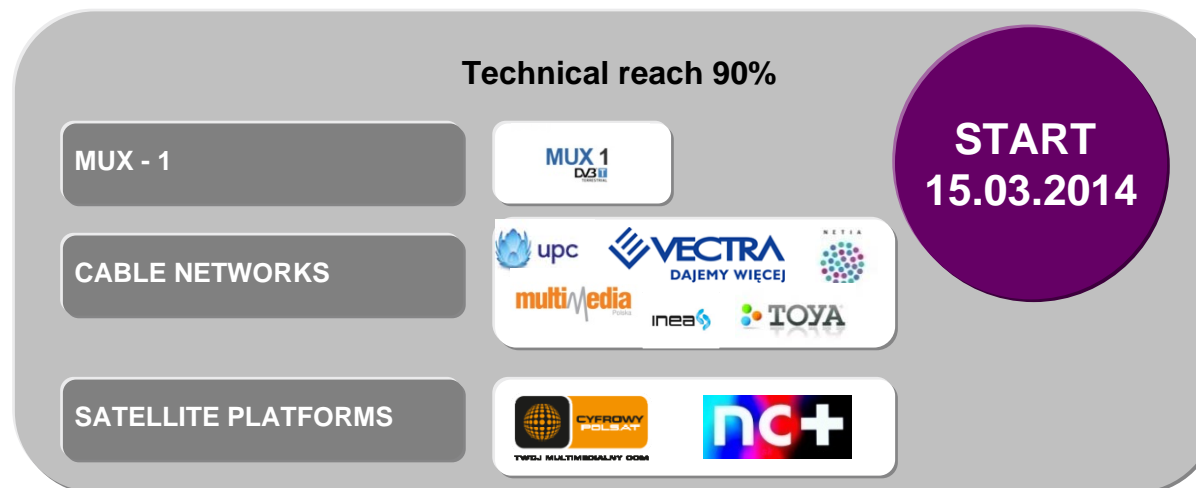 Technical reach 90%
START
15.03.2014
MUX - 1
MUX 1
DVB T
TERRESTRIAL
CABLE NETWORKS
upc
VECTRA
DAJEMY WIĘCEJ
NETIA
multimedia
Polska
inea
TOYA
SATELLITE PLATFORMS
CYFROWY
POLSAT
TWÓJ MULTIMEDIALNY DOM
nc+